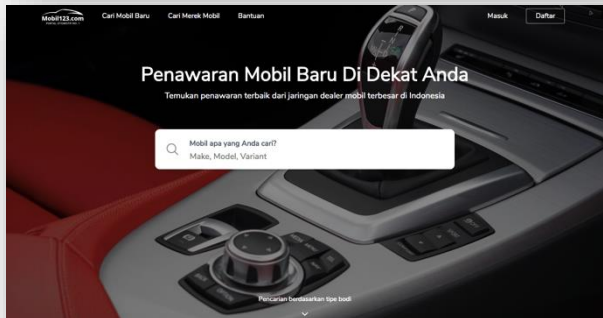 Mobil123.com
Cari Mobil Baru
Cari Merek Mobil
Bantuan
Masuk
Daftar
Penawaran Mobil Baru Di Dekat Anda
Temukan penawaran terbaik dari jaringan dealer mobil terbesar di Indonesia
Mobil apa yang Anda cari?
Make, Model, Variant
Pencarian berdasarkan tipe bodi